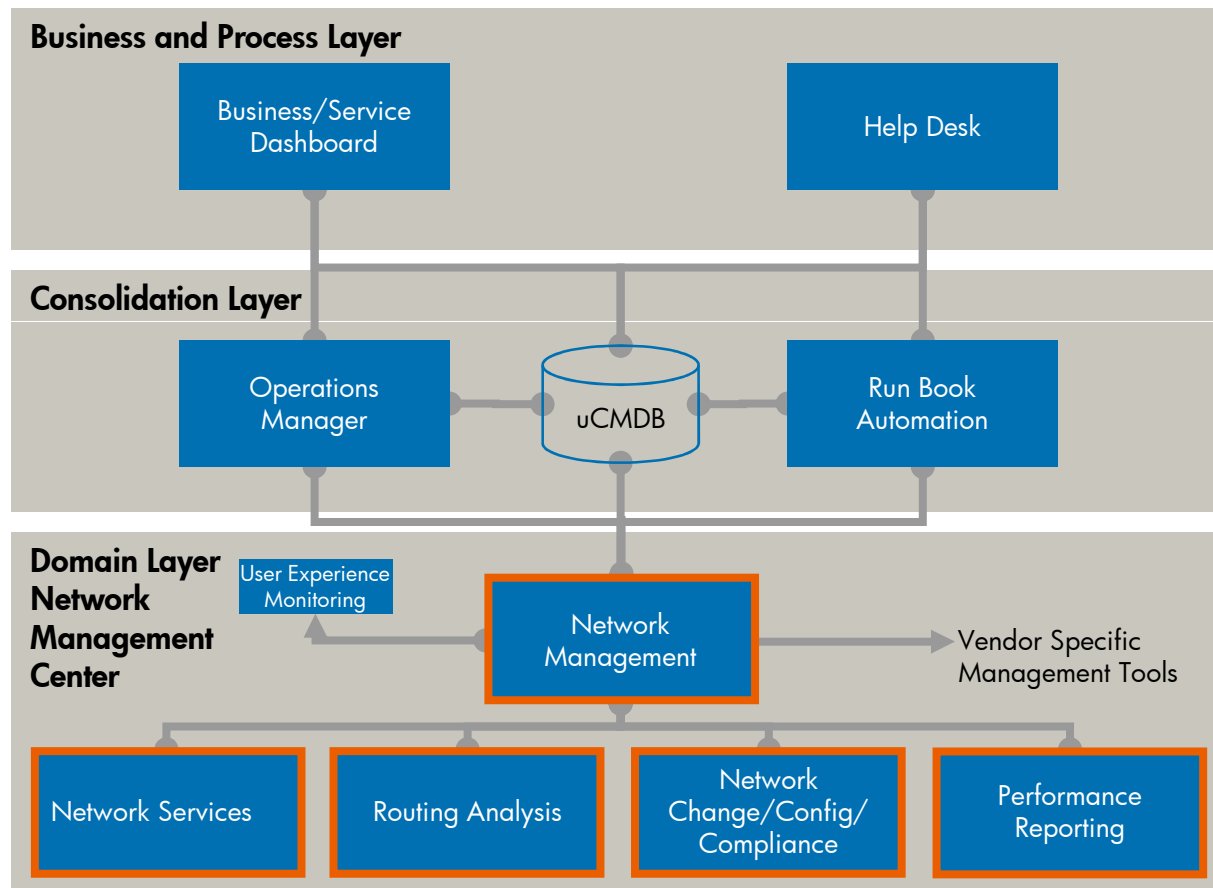 Business and Process Layer
Business/Service
Dashboard
Help Desk
Consolidation Layer
Operations
Manager
uCMDB
Run Book
Automation
Domain Layer
Network
Management
Center
User Experience
Monitoring
Network
Management
Vendor Specific
Management Tools
Network Services
Routing Analysis
Network
Change/Config/
Compliance
Performance
Reporting